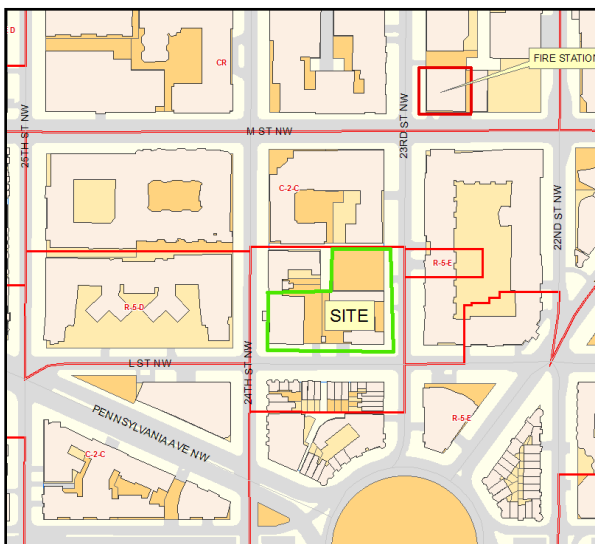 D
CR
FIRE STATION
25TH ST NW
M ST NW
23RD ST NW
22ND ST NW
C-2-C
R-5-E
R-5-D
SITE
L ST NW
24TH ST NW
PENNSYLVANIA AVE NW
R-5-E
C-2-C